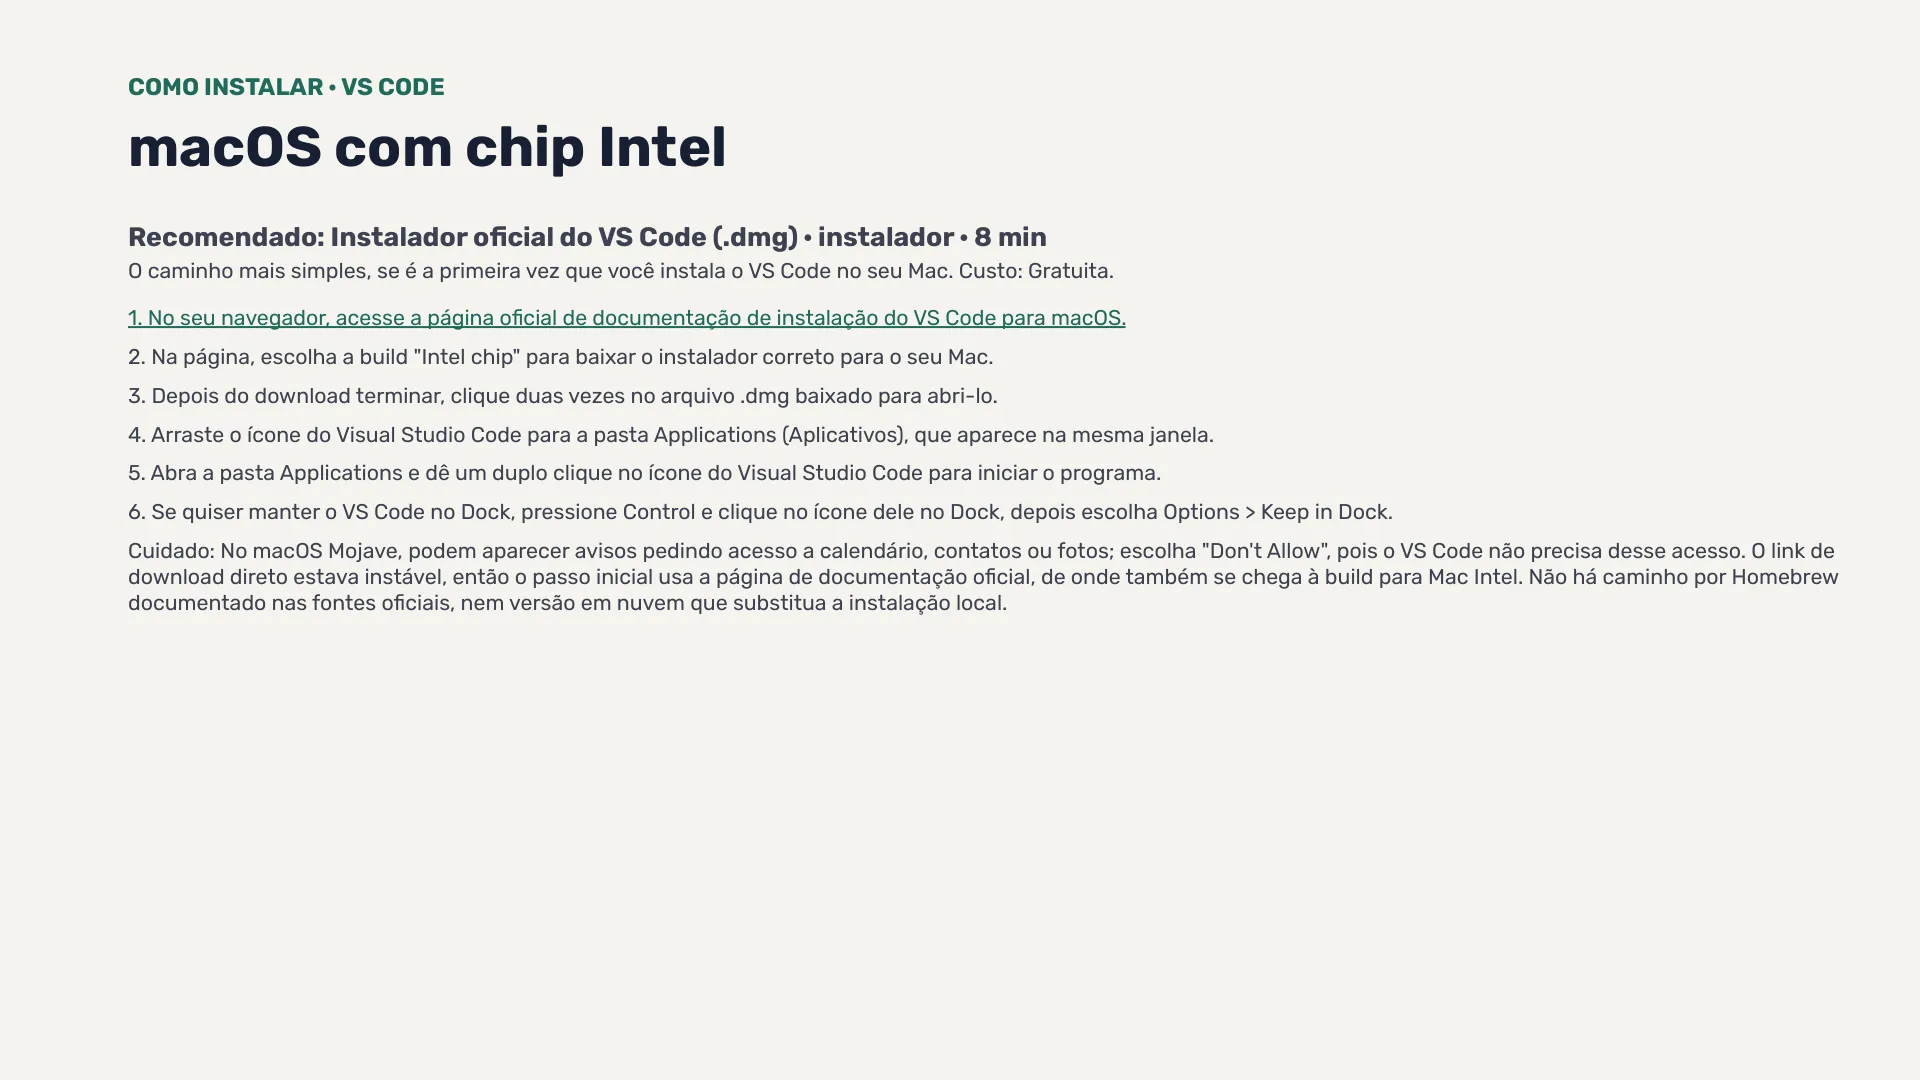 COMO INSTALAR • VS CODE
macOS com chip Intel
Recomendado: Instalador oficial do VS Code (.dmg) • instalador • 8 min
O caminho mais simples, se é a primeira vez que você instala o VS Code no seu Mac. Custo: Gratuita.
1. No seu navegador, acesse a página oficial de documentação de instalação do VS Code para macOS.
2. Na página, escolha a build "Intel chip" para baixar o instalador correto para o seu Mac.
3. Depois do download terminar, clique duas vezes no arquivo .dmg baixado para abri-lo.
4. Arraste o ícone do Visual Studio Code para a pasta Applications (Aplicativos), que aparece na mesma janela.
5. Abra a pasta Applications e dê um duplo clique no ícone do Visual Studio Code para iniciar o programa.
6. Se quiser manter o VS Code no Dock, pressione Control e clique no ícone dele no Dock, depois escolha Options > Keep in Dock.
Cuidado: No macOS Mojave, podem aparecer avisos pedindo acesso a calendário, contatos ou fotos; escolha "Don't Allow", pois o VS Code não precisa desse acesso. O link de
download direto estava instável, então o passo inicial usa a página de documentação oficial, de onde também se chega à build para Mac Intel. Não há caminho por Homebrew
documentado nas fontes oficiais, nem versão em nuvem que substitua a instalação local.